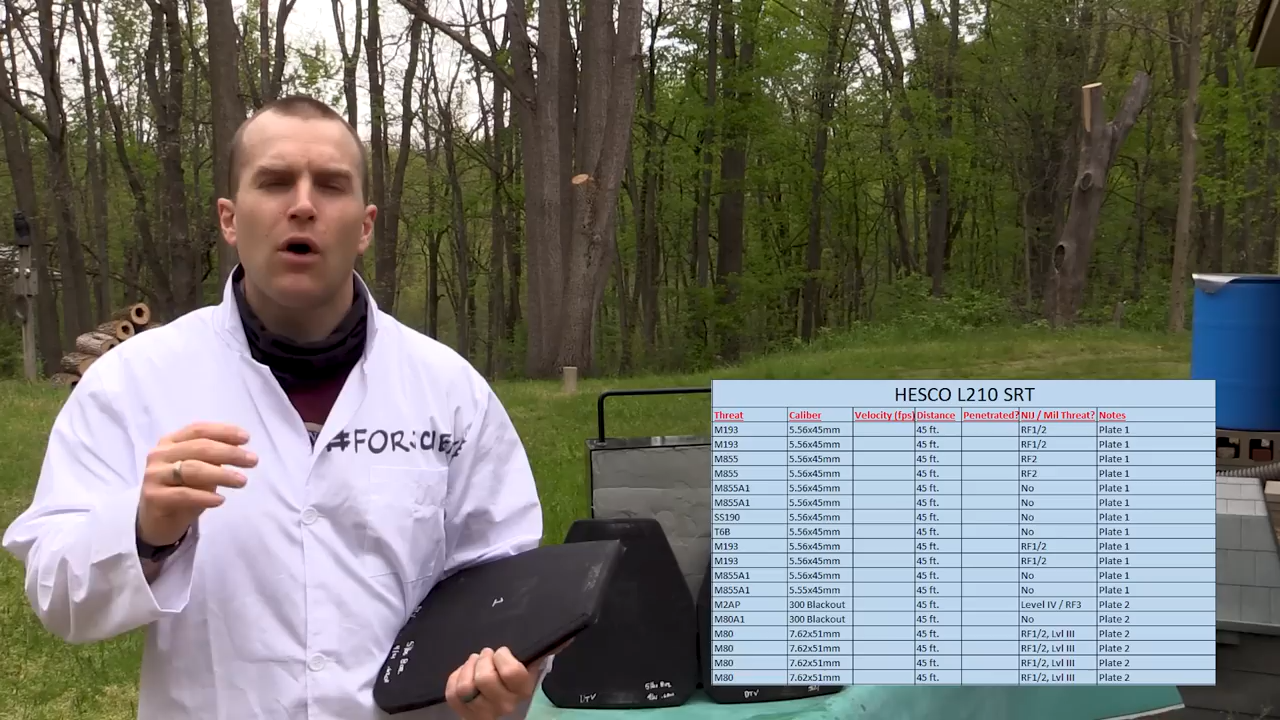 #FORSCIE
1
DTV
DTV
HESCO L210 SRT
Threat Caliber Velocity (fps) Distance Penetrated? NIJ / Mil Threat? Notes
M193 5.56x45mm 45 ft. RF1/2 Plate 1
M193 5.56x45mm 45 ft. RF1/2 Plate 1
M855 5.56x45mm 45 ft. RF2 Plate 1
M855 5.56x45mm 45 ft. RF2 Plate 1
M855A1 5.56x45mm 45 ft. No Plate 1
M855A1 5.56x45mm 45 ft. No Plate 1
SS190 5.56x45mm 45 ft. No Plate 1
T6B 5.56x45mm 45 ft. No Plate 1
M193 5.56x45mm 45 ft. RF1/2 Plate 1
M193 5.56x45mm 45 ft. RF1/2 Plate 1
M855A1 5.56x45mm 45 ft. No Plate 1
M855A1 5.55x45mm 45 ft. No Plate 1
M2AP 300 Blackout 45 ft. Level IV / RF3 Plate 2
M80A1 300 Blackout 45 ft. No Plate 2
M80 7.62x51mm 45 ft. RF1/2, Lvl III Plate 2
M80 7.62x51mm 45 ft. RF1/2, Lvl III Plate 2
M80 7.62x51mm 45 ft. RF1/2, Lvl III Plate 2
M80 7.62x51mm 45 ft. RF1/2, Lvl III Plate 2